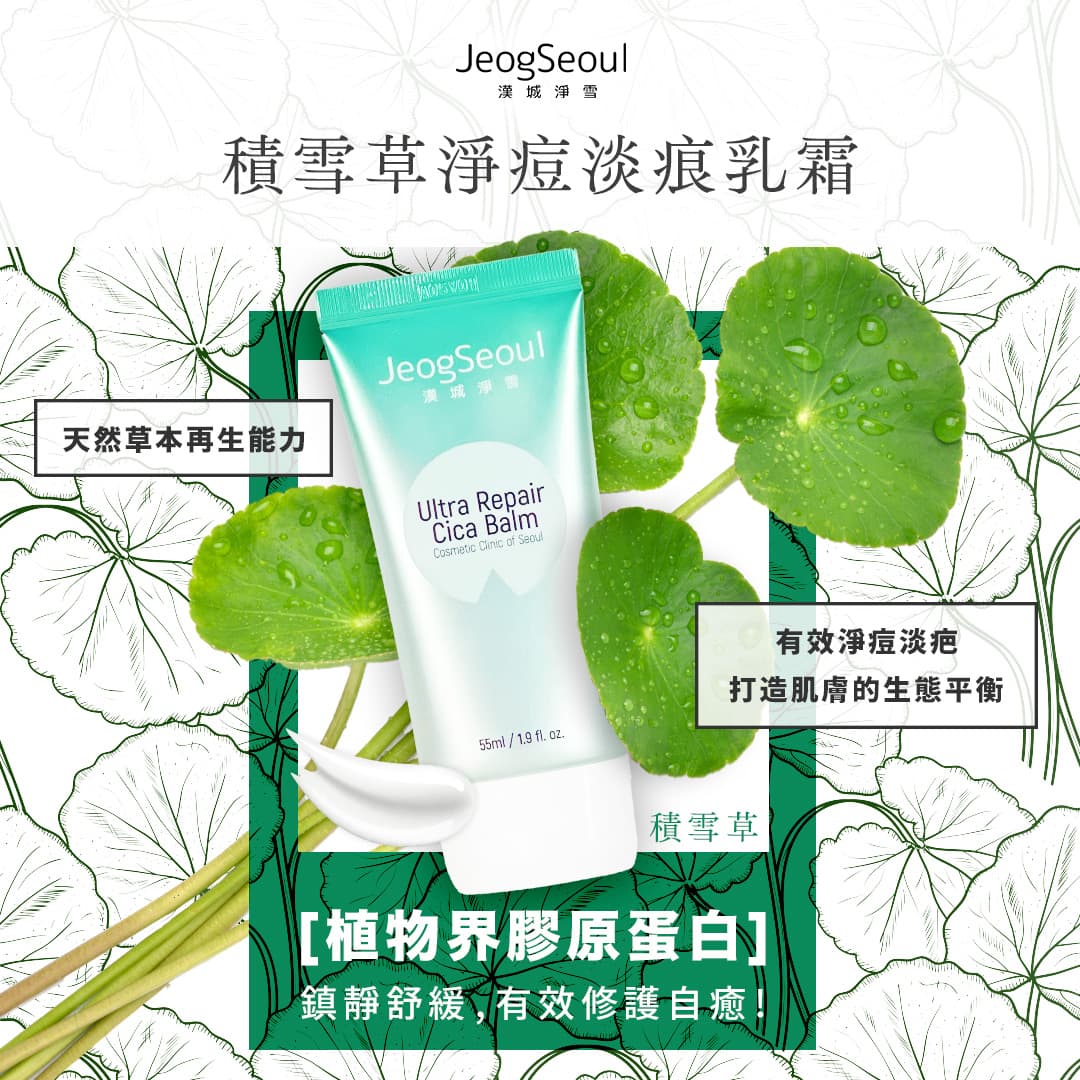 JeogSeoul
漢城淨雪
積雪草淨痘淡痕乳霜
JeogSeoul
漢城淨雪
天然草本再生能力
Ultra Repair
Cica Balm
Cosmetic Clinic of Seoul
有效淨痘淡疤
打造肌膚的生態平衡
55ml / 1.9 fl. oz.
積雪草
[植物界膠原蛋白]
鎮靜舒緩,有效修護自癒!